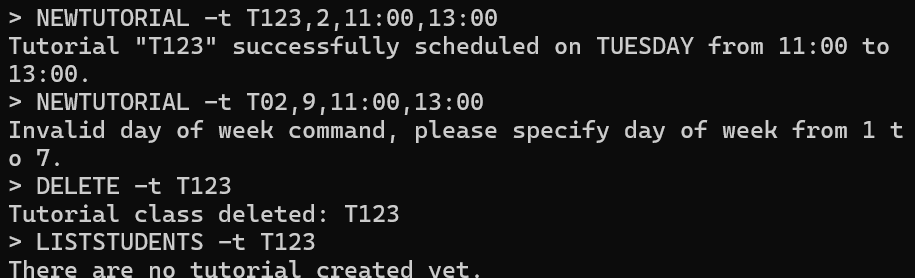 > NEWTUTORIAL -t T123,2,11:00,13:00
Tutorial "T123" successfully scheduled on TUESDAY from 11:00 to
13:00.
> NEWTUTORIAL -t T02,9,11:00,13:00
Invalid day of week command, please specify day of week from 1 t
o 7.
> DELETE -t T123
Tutorial class deleted: T123
> LISTSTUDENTS -t T123
There are no tutorial created yet.